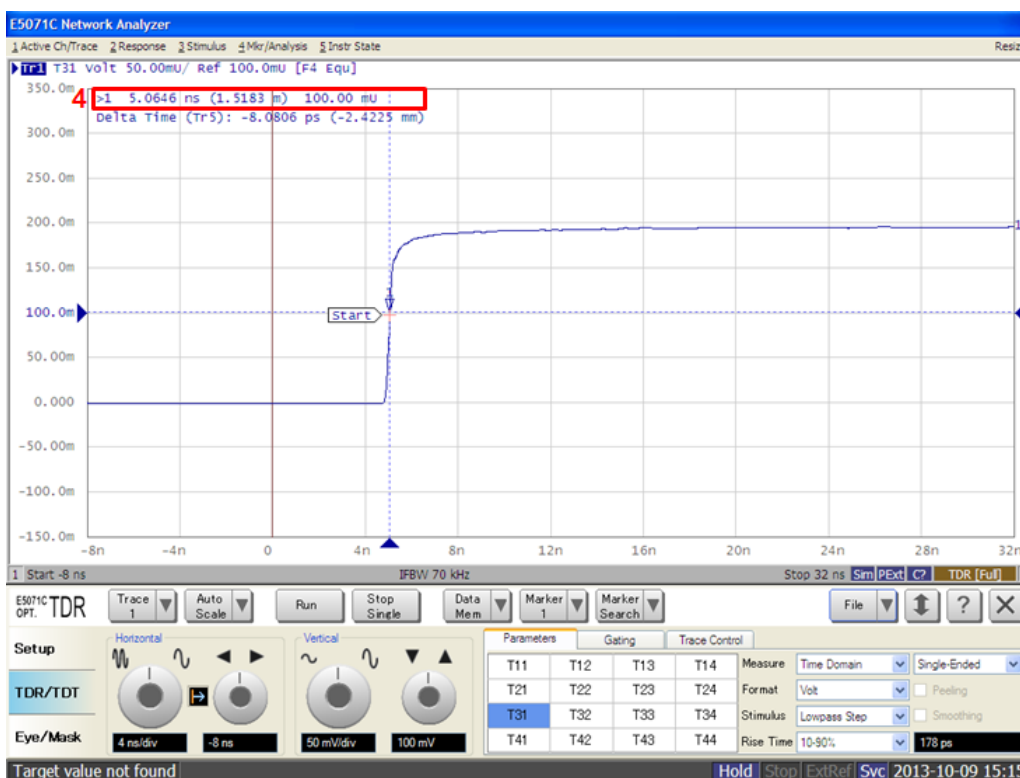 E5071C Network Analyzer
1 Active Ch/Trace 2 Response 3 Stimulus 4 Mkr/Analysis 5 Instr State Resiz
Tr1 T31 Volt 50.00mU/ Ref 100.0mU [F4 Equ]
350.0m
4 >1 5.0646 ns (1.5183 m) 100.00 mU
Delta Time (Tr5): -8.0806 ps (-2.4225 mm)
300.0m
250.0m
200.0m
1
150.0m
100.0m
Start
50.00m
0.000
-50.00m
-100.0m
-150.0m
-8n -4n 0 4n 8n 12n 16n 20n 24n 28n 32n
1 Start -8 ns IFBW 70 kHz Stop 32 ns Sim PExt C? TDR [Full]
E5071C OPT. TDR
Trace 1 Auto Scale Run Stop Single Data Mem Marker 1 Marker Search File ? X
Setup
TDR/TDT
Eye/Mask
Horizontal Vertical
4 ns/div -8 ns 50 mV/div 100 mV
Parameters Gating Trace Control
T11 T12 T13 T14 Measure Time Domain Single-Ended
T21 T22 T23 T24 Format Volt Peeling
T31 T32 T33 T34 Stimulus Lowpass Step Smoothing
T41 T42 T43 T44 Rise Time 10-90% 178 ps
Target value not found Hold Stop ExtRef Svc 2013-10-09 15:15